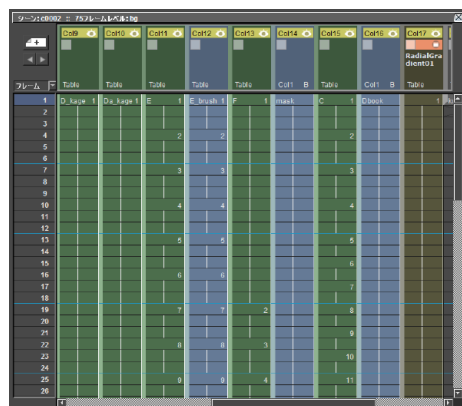 シーン:c0002 :: 757レベル:bg
Col9 Col10 Col11 Col12 Col13 Col14 Col15 Col16 Col17
RadialGra
dient01
フレーム Table Table Table Table Table Col1 B Table Col1 B Table
1 D_kage 1 Da_kage 1 E 1 E_brush 1 F 1 mask C 1 Dbook 1
2
3
4 2 2 2
5
6
7 3 3 3
8
9
10 4 4 4
11
12
13 5 5 5
14
15 6
16 6 6
17 7
18
19 7 7 2 8
20
21 9
22 8 8 3
23 10
24
25 9 9 4 11
26